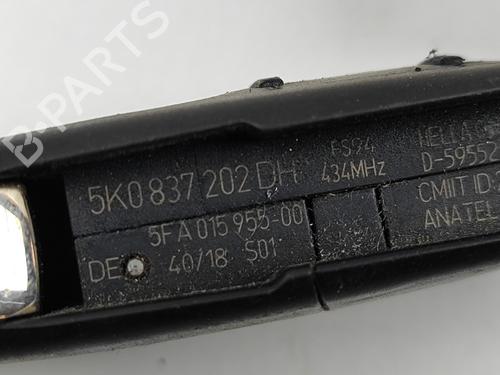 B PARTS
5K0 837 202 DH
ES94
434MHz
HELLA
D-59552
5FA 015 955-00
DE 40/18 S01
CMIIT ID:
ANATEL